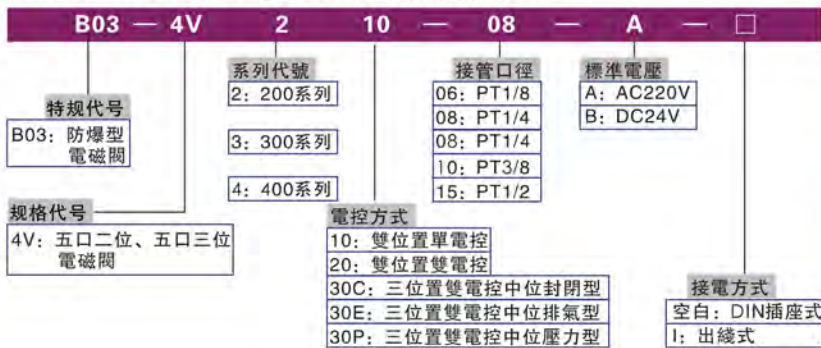 B03 — 4V 2 10 — 08 — A — □
系列代號
2：200系列
3：300系列
4：400系列
接管口徑
06：PT1/8
08：PT1/4
08：PT1/4
10：PT3/8
15：PT1/2
標準電壓
A：AC220V
B：DC24V
特规代号
B03：防爆型
電磁閥
规格代号
4V：五口二位、五口三位
電磁閥
電控方式
10：雙位置單電控
20：雙位置雙電控
30C：三位置雙電控中位封閉型
30E：三位置雙電控中位排氣型
30P：三位置雙電控中位壓力型
接電方式
空白：DIN插座式
I：出綫式